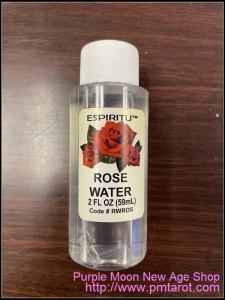 ESPIRITU™
ROSE
WATER
2 FL OZ (59mL)
Code # RWROS
Purple Moon New Age Shop
http://www.pmtarot.com